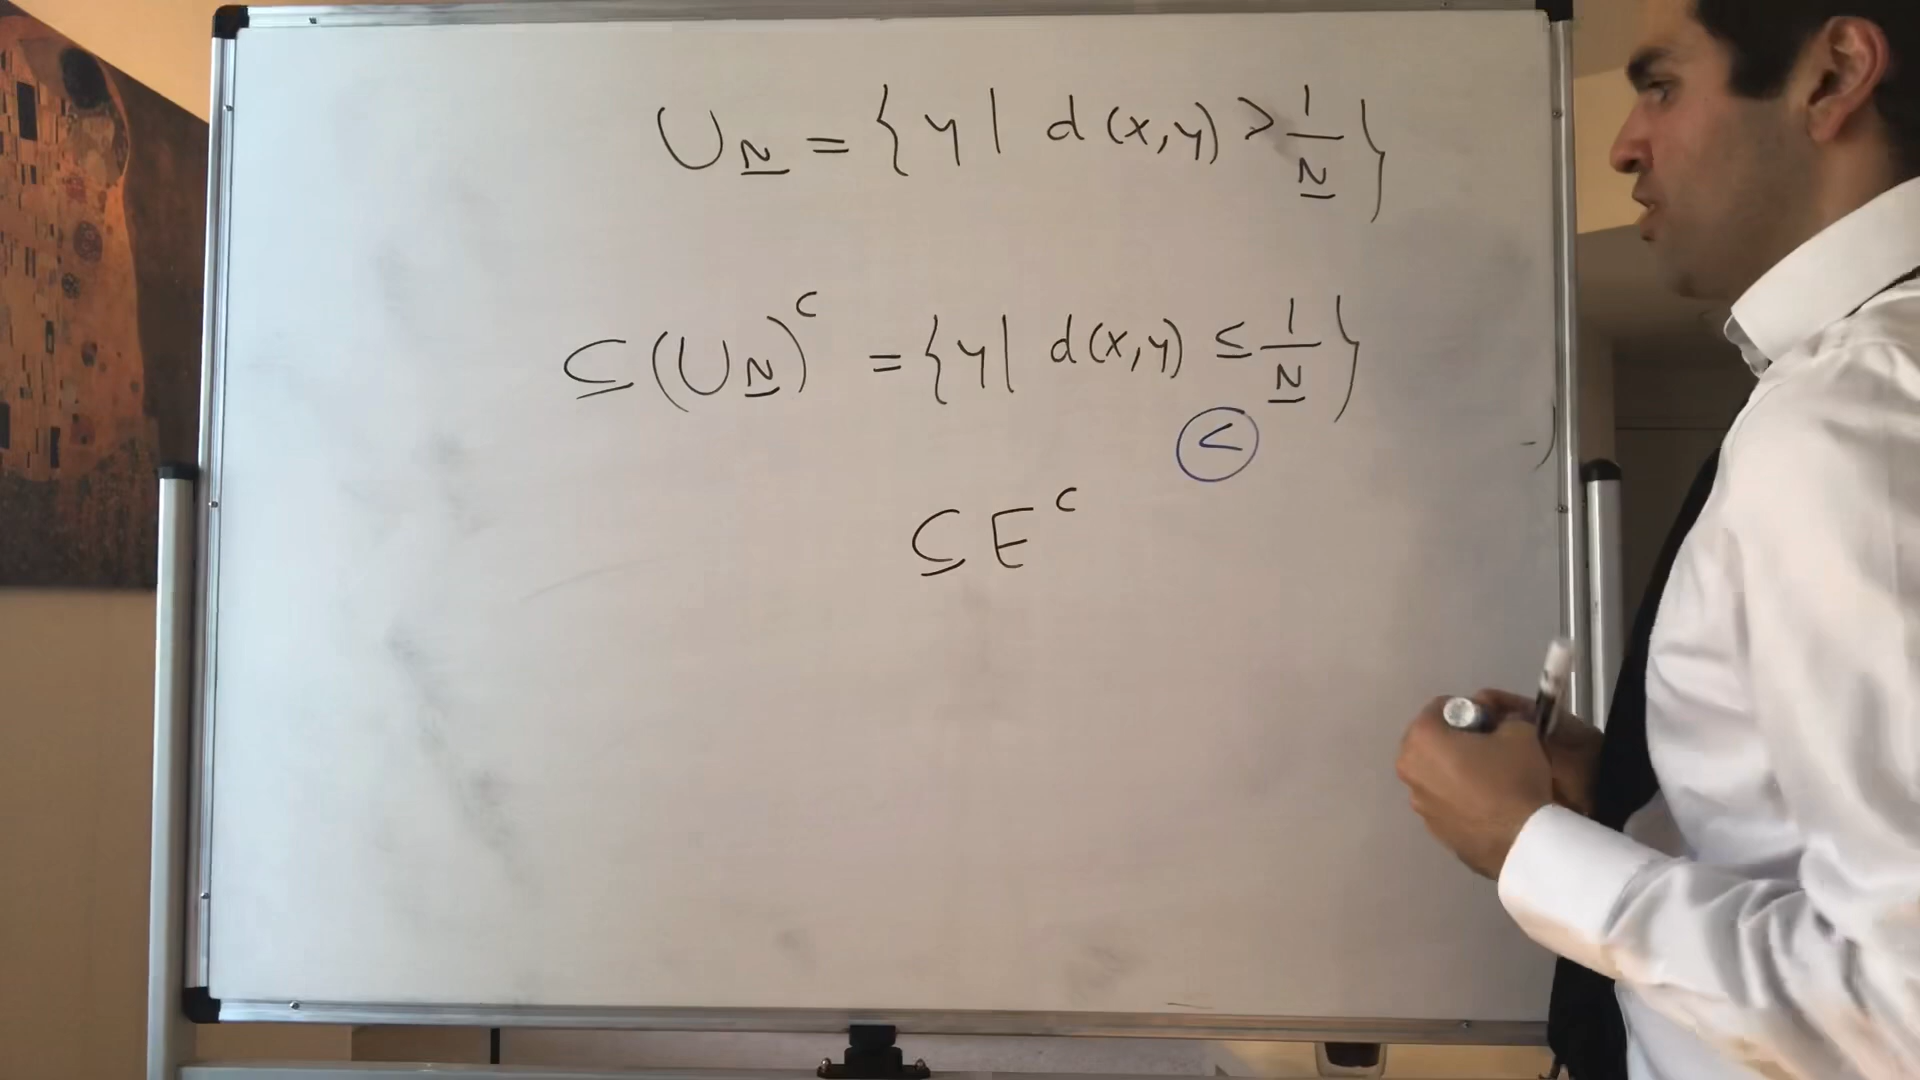 U_N = { y | d(x,y) > 1/N }
⊆ (U_N)^c = { y | d(x,y) ≤ 1/N }
<
⊆ E^c